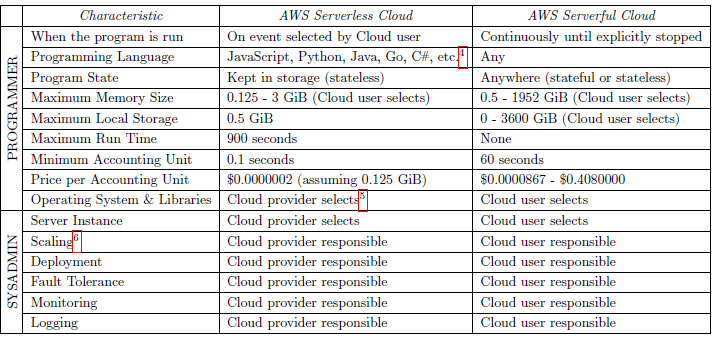 Characteristic AWS Serverless Cloud AWS Serverful Cloud
PROGRAMMER
When the program is run On event selected by Cloud user Continuously until explicitly stopped
Programming Language JavaScript, Python, Java, Go, C#, etc.4 Any
Program State Kept in storage (stateless) Anywhere (stateful or stateless)
Maximum Memory Size 0.125 - 3 GiB (Cloud user selects) 0.5 - 1952 GiB (Cloud user selects)
Maximum Local Storage 0.5 GiB 0 - 3600 GiB (Cloud user selects)
Maximum Run Time 900 seconds None
Minimum Accounting Unit 0.1 seconds 60 seconds
Price per Accounting Unit $0.0000002 (assuming 0.125 GiB) $0.0000867 - $0.4080000
Operating System & Libraries Cloud provider selects5 Cloud user selects
SYSADMIN
Server Instance Cloud provider selects Cloud user selects
Scaling6 Cloud provider responsible Cloud user responsible
Deployment Cloud provider responsible Cloud user responsible
Fault Tolerance Cloud provider responsible Cloud user responsible
Monitoring Cloud provider responsible Cloud user responsible
Logging Cloud provider responsible Cloud user responsible